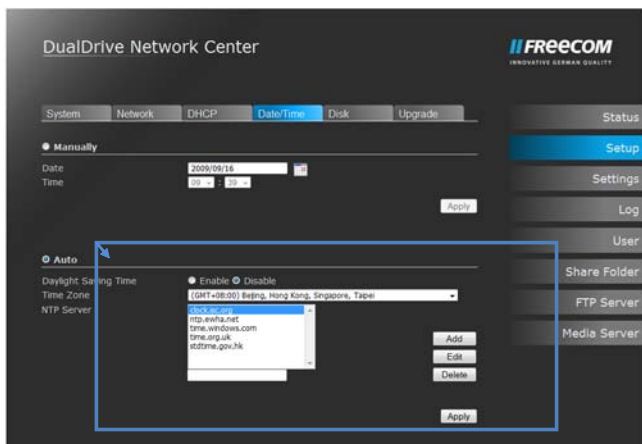 DualDrive Network Center
FREECOM
INNOVATIVE GERMAN QUALITY
System Network DHCP Date/Time Disk Upgrade
Status
Setup
Settings
Log
User
Share Folder
FTP Server
Media Server
Manually
Date 2009/09/16
Time 09 : 39
Apply
Auto
Daylight Saving Time Enable Disable
Time Zone (GMT+08:00) Beijing, Hong Kong, Singapore, Taipei
NTP Server clock.isc.org
ntp.ewha.net
time.windows.com
time.org.uk
stdtime.gov.hk
Add
Edit
Delete
Apply